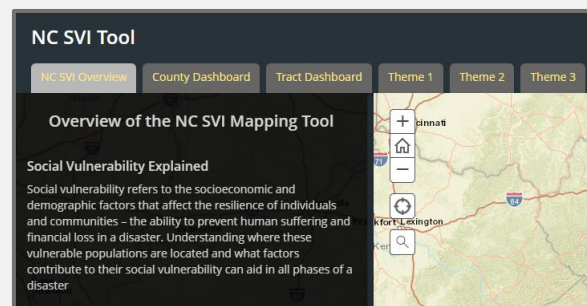 NC SVI Tool
NC SVI Overview County Dashboard Tract Dashboard Theme 1 Theme 2 Theme 3
Overview of the NC SVI Mapping Tool
cinnati
71
Social Vulnerability Explained
Social vulnerability refers to the socioeconomic and
demographic factors that affect the resilience of individuals
and communities – the ability to prevent human suffering and
financial loss in a disaster. Understanding where these
vulnerable populations are located and what factors
contribute to their social vulnerability can aid in all phases of a
disaster
64
Lexington